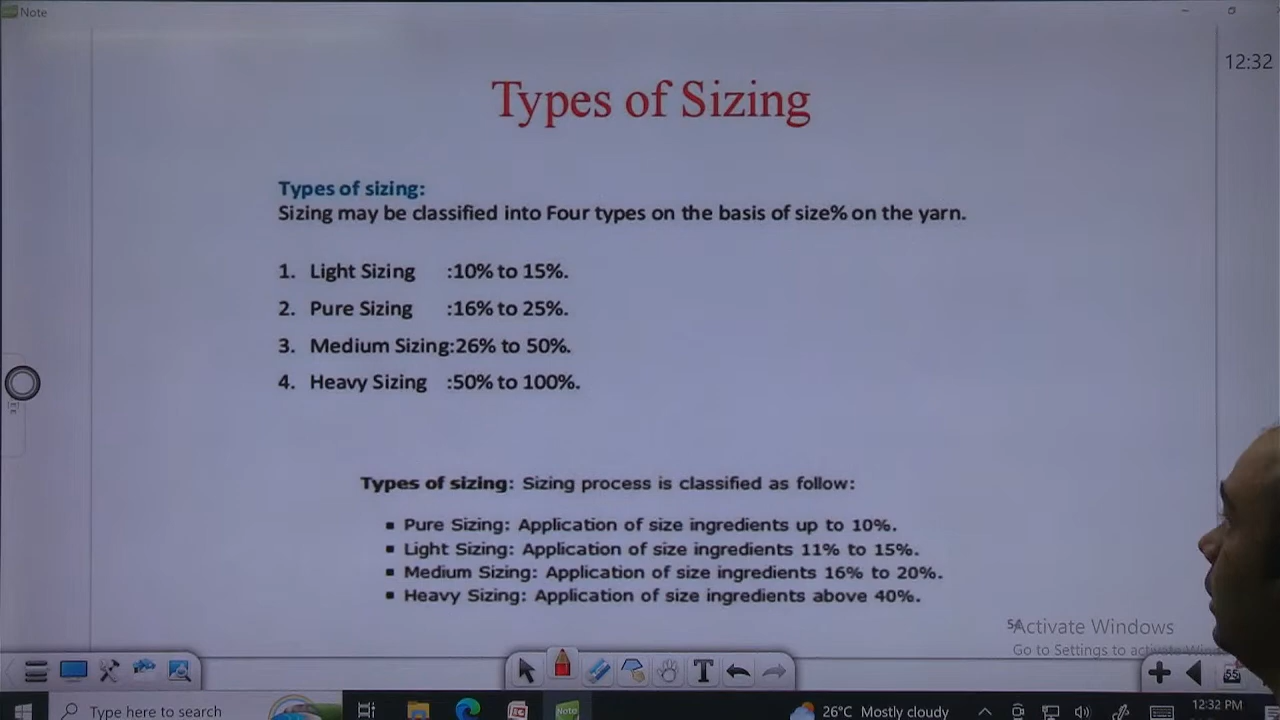 Note
12:32
Types of Sizing
Types of sizing:
Sizing may be classified into Four types on the basis of size% on the yarn.
1. Light Sizing :10% to 15%.
2. Pure Sizing :16% to 25%.
3. Medium Sizing:26% to 50%.
4. Heavy Sizing :50% to 100%.
Types of sizing: Sizing process is classified as follow:
▪ Pure Sizing: Application of size ingredients up to 10%.
▪ Light Sizing: Application of size ingredients 11% to 15%.
▪ Medium Sizing: Application of size ingredients 16% to 20%.
▪ Heavy Sizing: Application of size ingredients above 40%.
Activate Windows
Go to Settings to activate
T
55
Type here to search
Note
26°C Mostly cloudy
12:32 PM